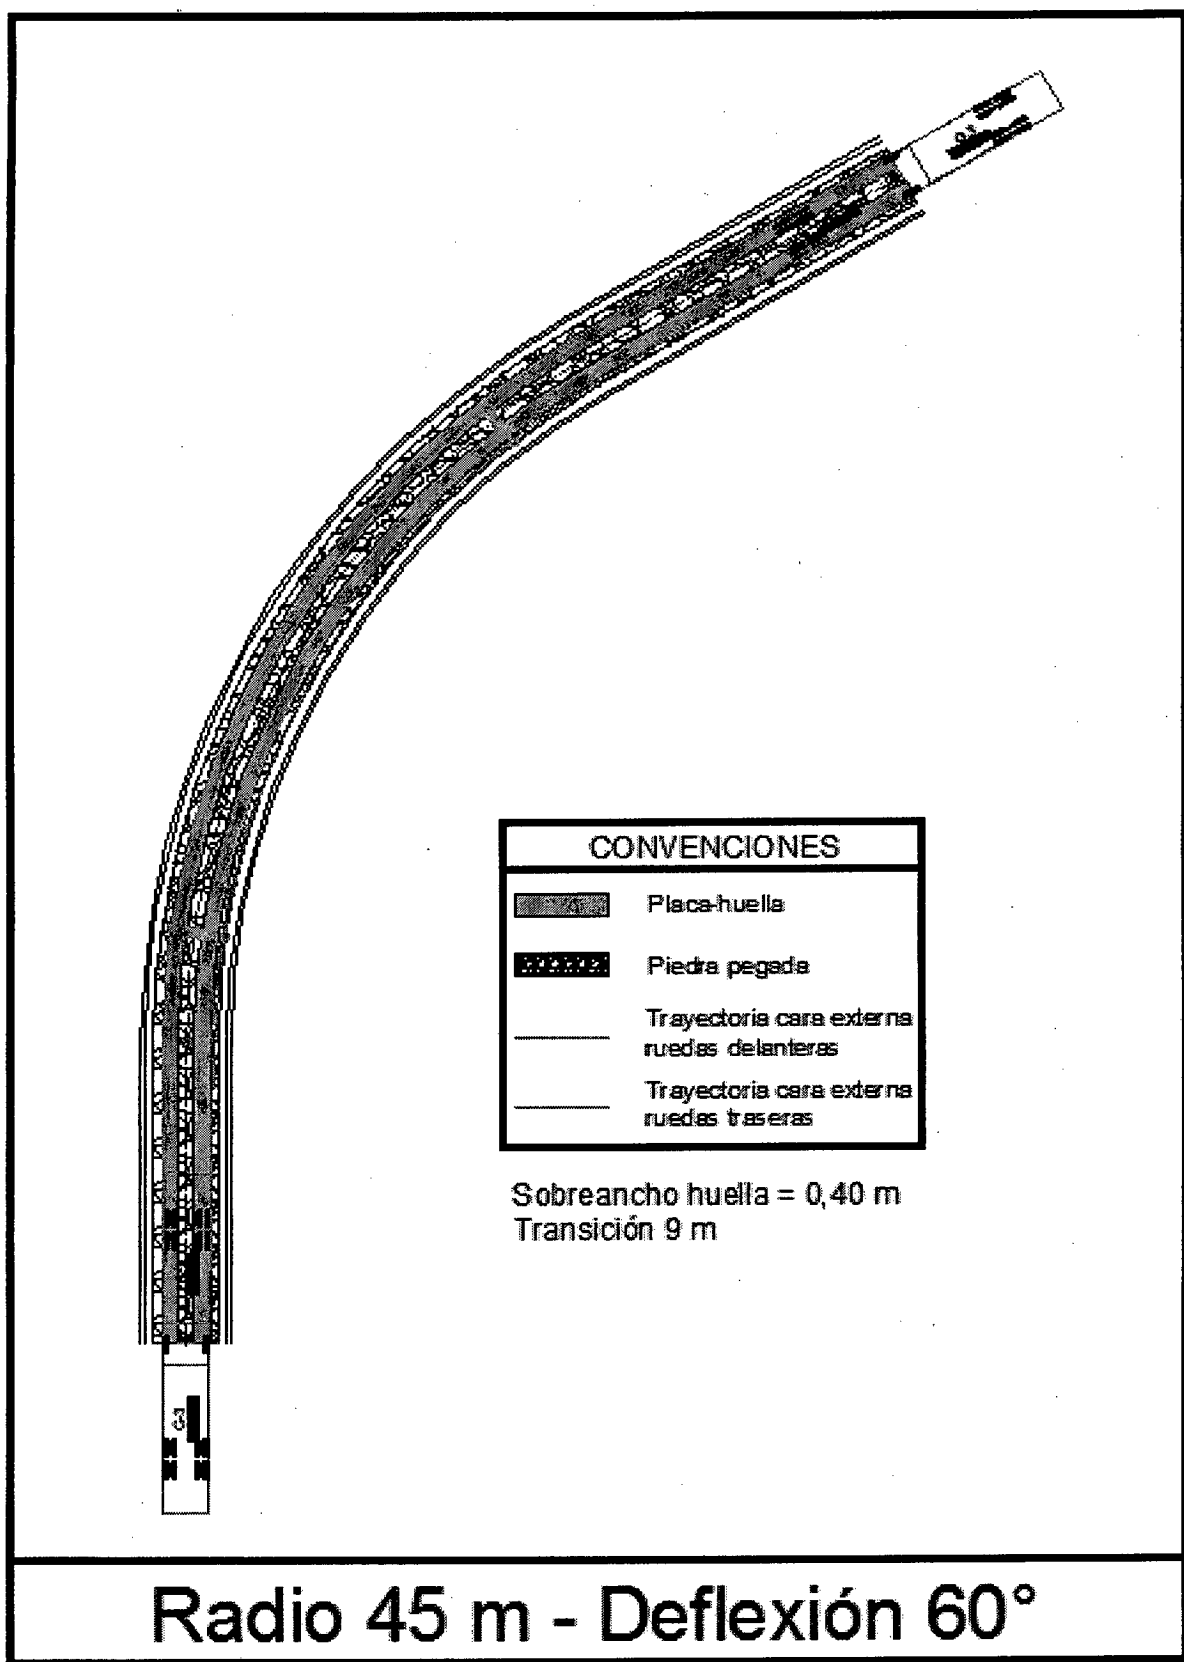 CONVENCIONES
Placa-huella
Piedra pegada
Trayectoria cara externa
ruedas delanteras
Trayectoria cara externa
ruedas traseras
Sobreancho huella = 0,40 m
Transición 9 m
Radio 45 m - Deflexión 60°